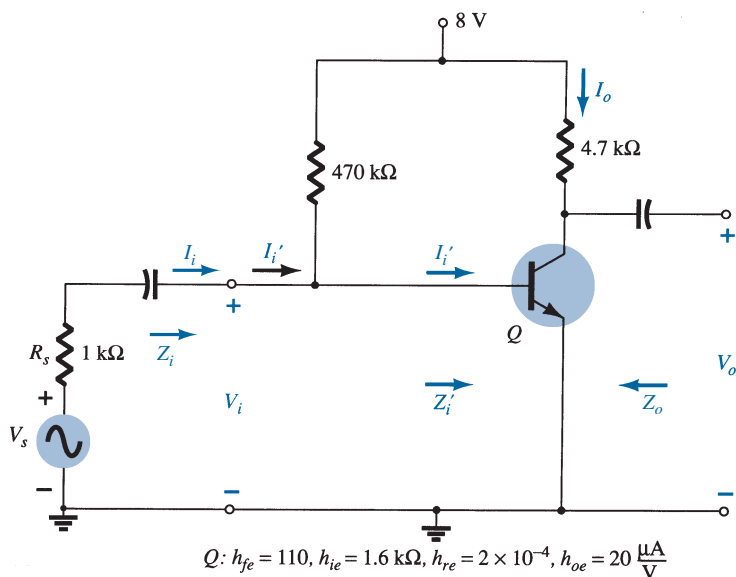 8 V
I_o
4.7 kΩ
470 kΩ
I_i
I_i′
I_i′
+
+
Q
R_s
1 kΩ
Z_i
+
V_s
V_i
Z_i′
Z_o
V_o
−
−
−
Q: h_fe = 110, h_ie = 1.6 kΩ, h_re = 2 × 10⁻⁴, h_oe = 20 μA/V